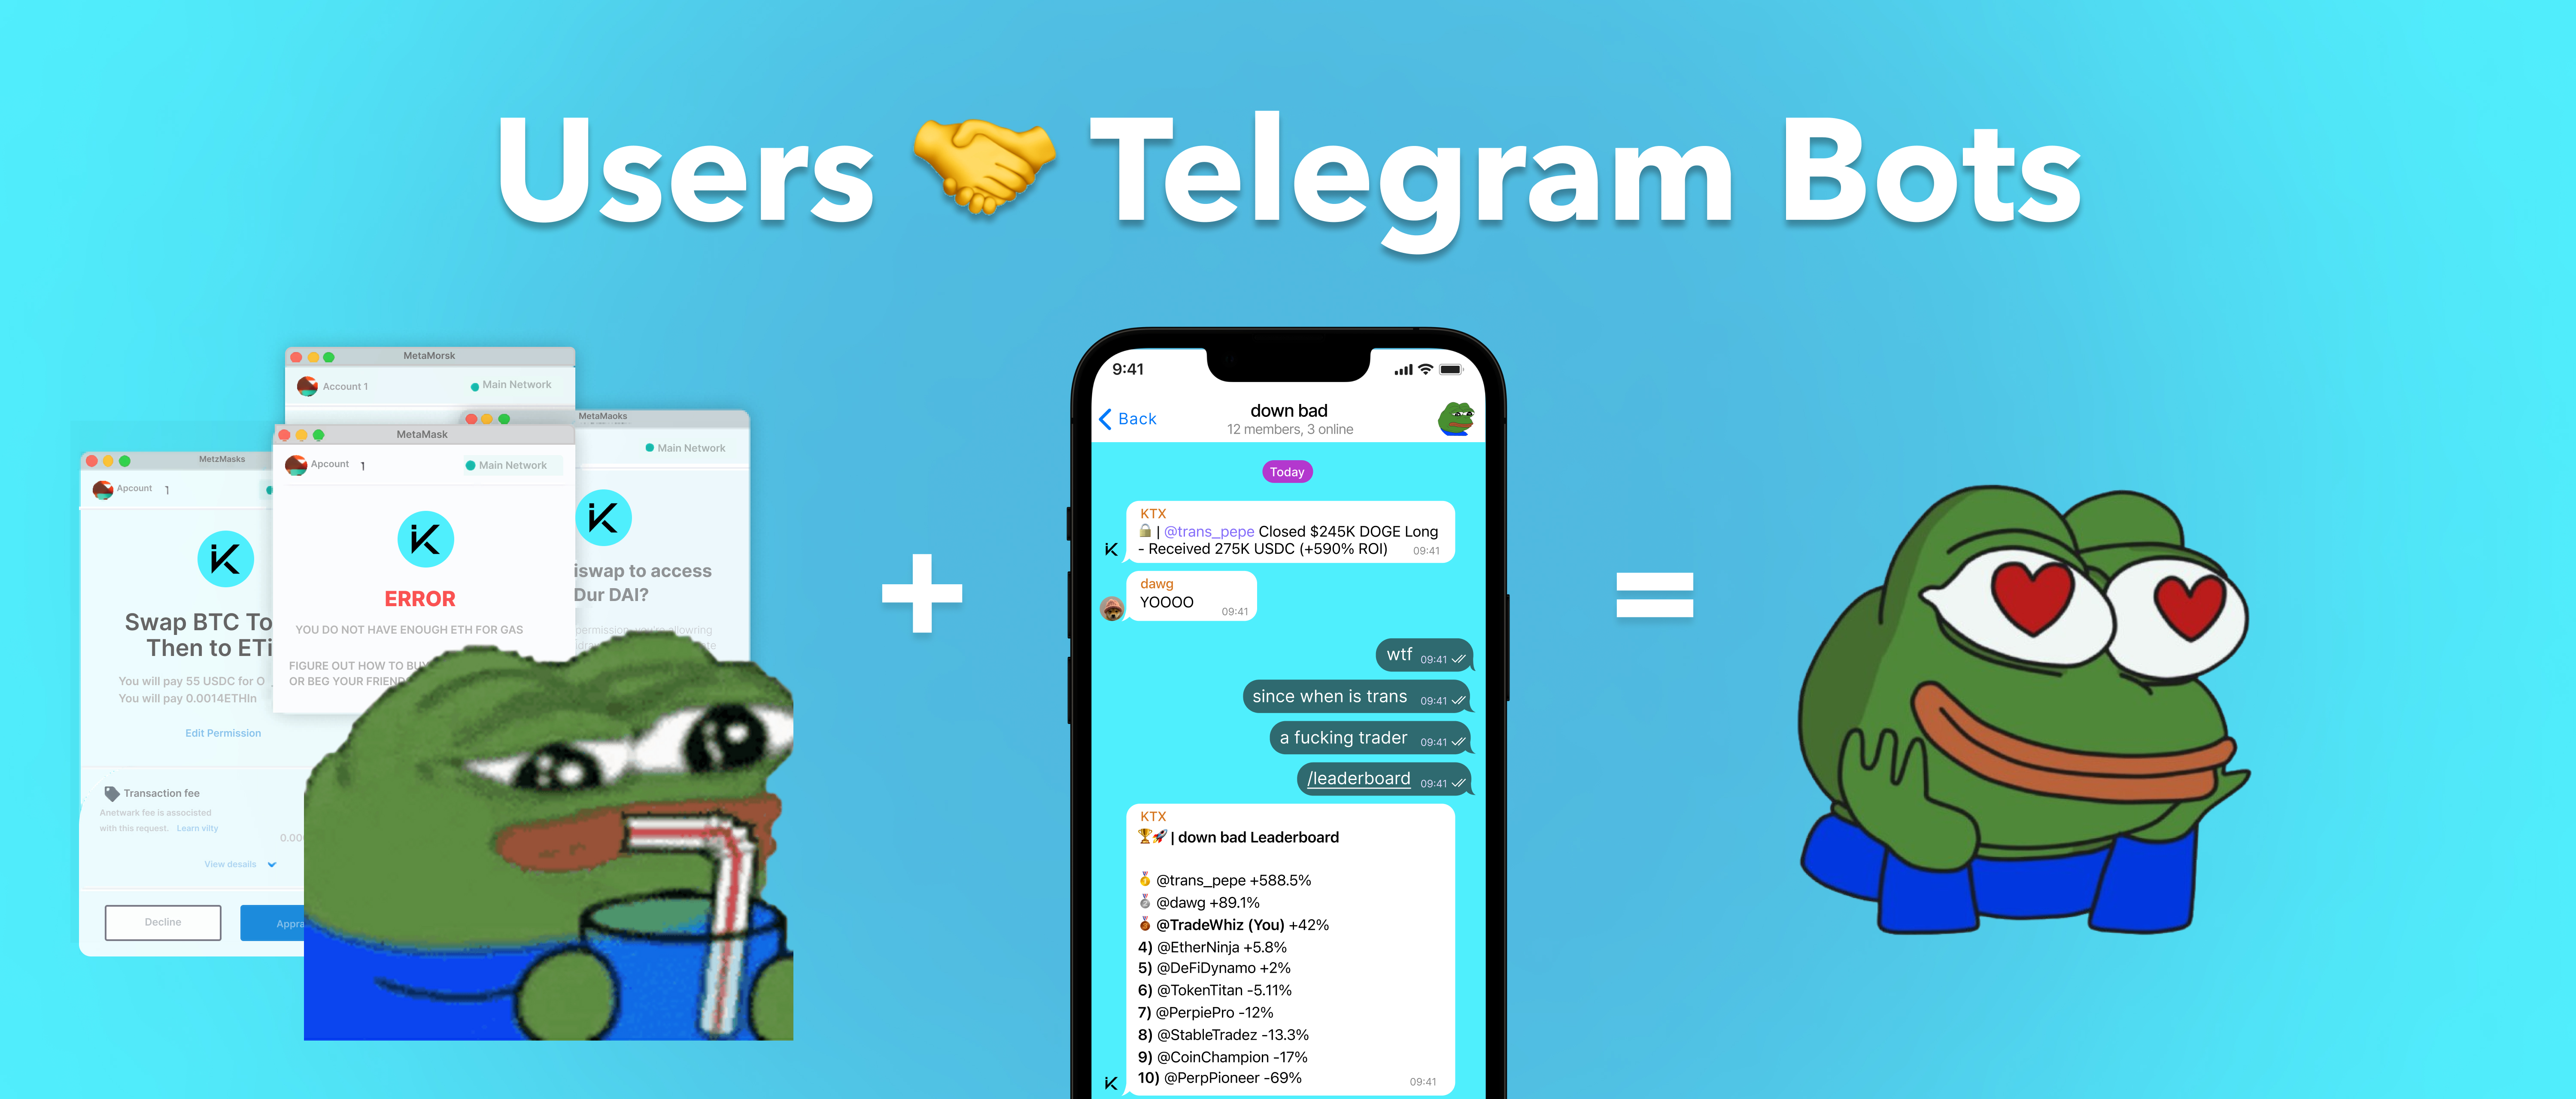 Users 🤝 Telegram Bots
MetaMorsk
Account 1
Main Network
MetaMaoks
Main Network
iswap to access
Dur DAI?
MetzMasks
Apcount 1
Swap BTC To
Then to ETi
You will pay 55 USDC for O
You will pay 0.0014ETHIn
Edit Permission
Transaction fee
Anetwark fee is associsted
with this request. Learn vilty
0.00
View desails
Decline
Appra
MetaMask
Apcount 1
Main Network
ERROR
YOU DO NOT HAVE ENOUGH ETH FOR GAS
FIGURE OUT HOW TO BUY
OR BEG YOUR FRIEND
+
9:41
Back
down bad
12 members, 3 online
Today
KTX
🔒 | @trans_pepe Closed $245K DOGE Long
- Received 275K USDC (+590% ROI) 09:41
dawg
YOOOO 09:41
wtf 09:41
since when is trans 09:41
a fucking trader 09:41
/leaderboard 09:41
KTX
🏆🚀 | down bad Leaderboard
🥇 @trans_pepe +588.5%
🥈 @dawg +89.1%
🥉 @TradeWhiz (You) +42%
4) @EtherNinja +5.8%
5) @DeFiDynamo +2%
6) @TokenTitan -5.11%
7) @PerpiePro -12%
8) @StableTradez -13.3%
9) @CoinChampion -17%
10) @PerpPioneer -69%
09:41
=